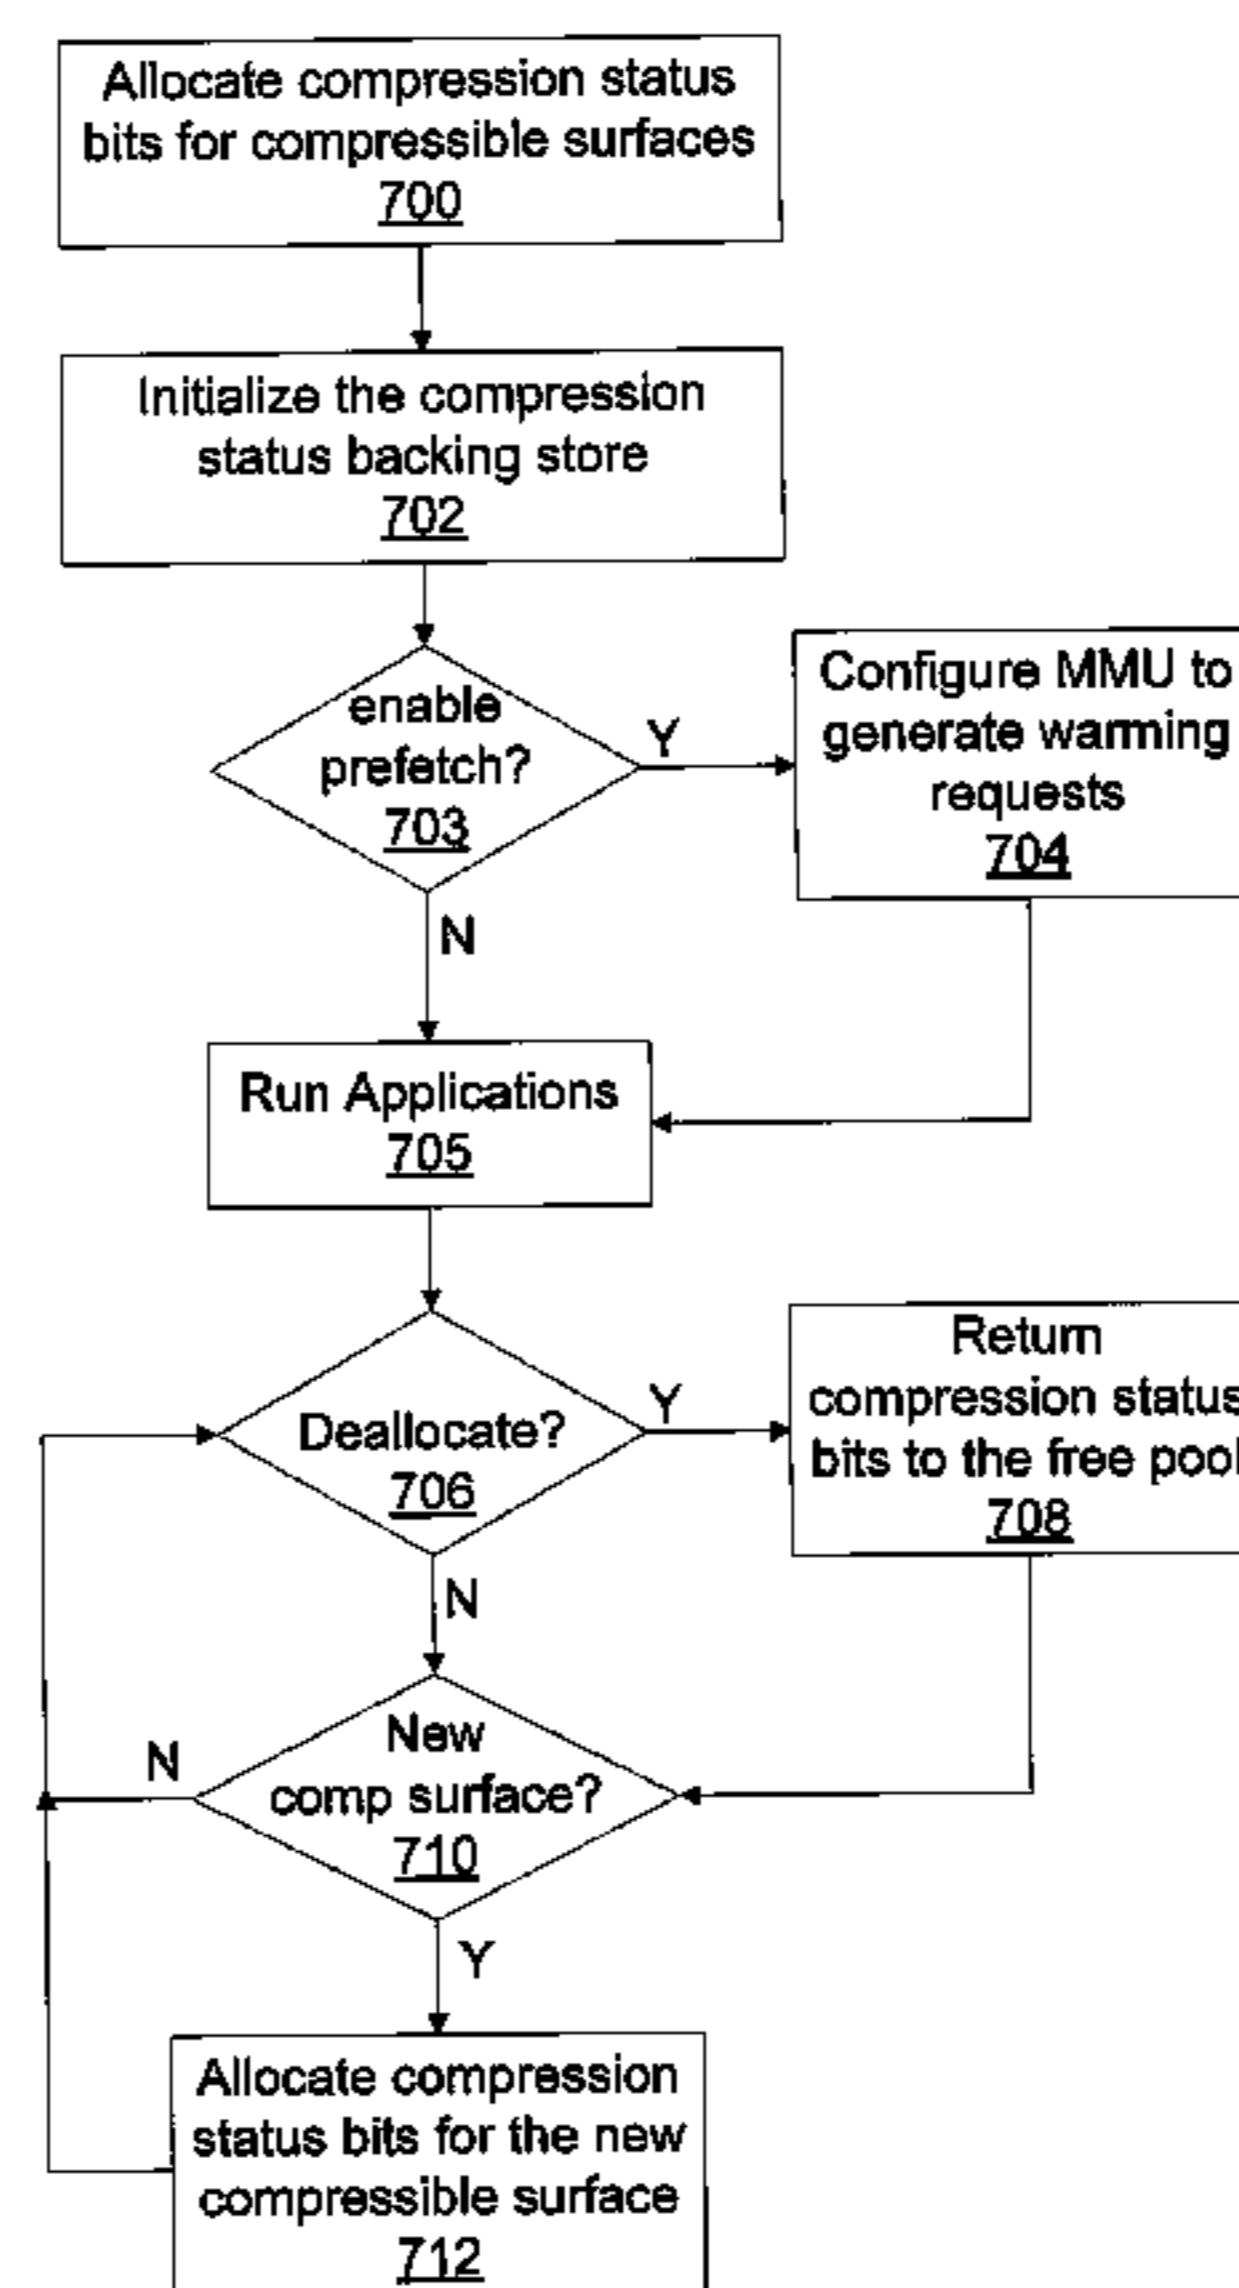 Allocate compression status
bits for compressible surfaces
700
Initialize the compression
status backing store
702
enable
prefetch?
703
Y
Configure MMU to
generate warming
requests
704
N
Run Applications
705
Deallocate?
706
Y
Return
compression status
bits to the free pool
708
N
New
comp surface?
710
N
Y
Allocate compression
status bits for the new
compressible surface
712